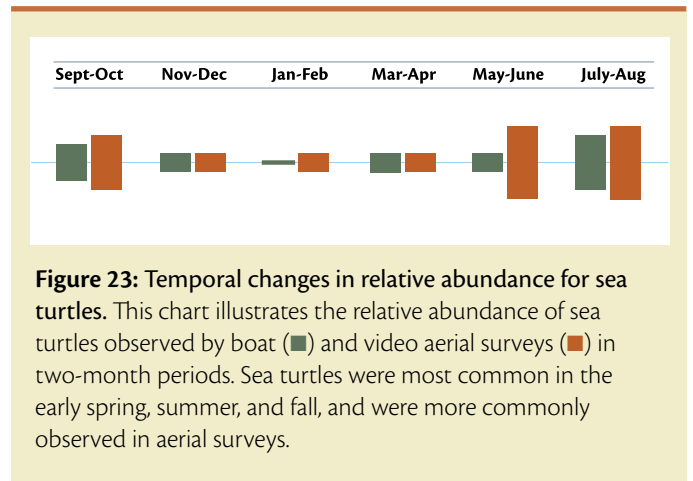 Sept-Oct Nov-Dec Jan-Feb Mar-Apr May-June July-Aug
Figure 23: Temporal changes in relative abundance for sea
turtles. This chart illustrates the relative abundance of sea
turtles observed by boat (■) and video aerial surveys (■) in
two-month periods. Sea turtles were most common in the
early spring, summer, and fall, and were more commonly
observed in aerial surveys.